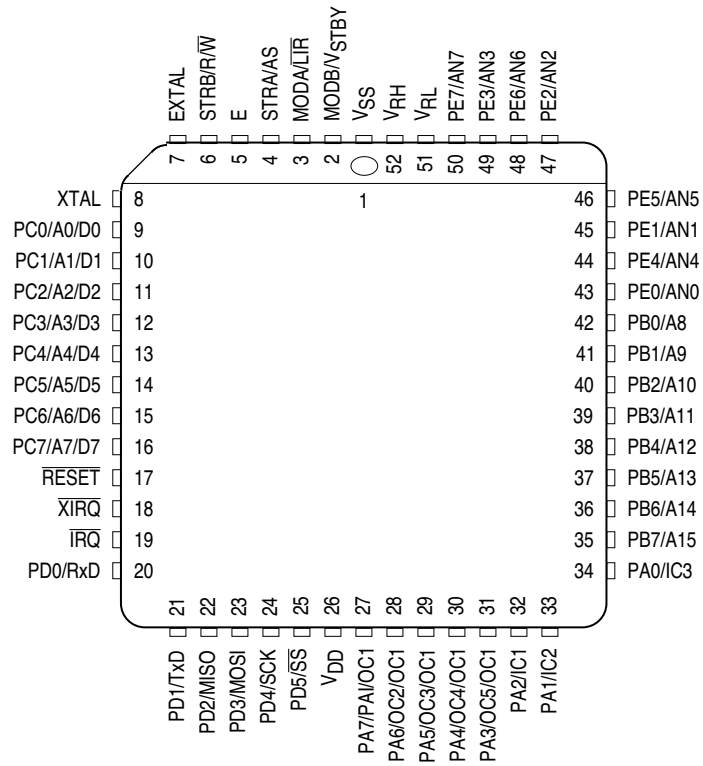 EXTAL
STRB/R/W̅
E
STRA/AS
MODA/L̅I̅R̅
MODB/VSTBY
VSS
VRH
VRL
PE7/AN7
PE3/AN3
PE6/AN6
PE2/AN2
7
6
5
4
3
2
1
52
51
50
49
48
47
XTAL 8
PC0/A0/D0 9
PC1/A1/D1 10
PC2/A2/D2 11
PC3/A3/D3 12
PC4/A4/D4 13
PC5/A5/D5 14
PC6/A6/D6 15
PC7/A7/D7 16
R̅E̅S̅E̅T̅ 17
X̅I̅R̅Q̅ 18
I̅R̅Q̅ 19
PD0/RxD 20
46 PE5/AN5
45 PE1/AN1
44 PE4/AN4
43 PE0/AN0
42 PB0/A8
41 PB1/A9
40 PB2/A10
39 PB3/A11
38 PB4/A12
37 PB5/A13
36 PB6/A14
35 PB7/A15
34 PA0/IC3
21
22
23
24
25
26
27
28
29
30
31
32
33
PD1/TxD
PD2/MISO
PD3/MOSI
PD4/SCK
PD5/S̅S̅
VDD
PA7/PAI/OC1
PA6/OC2/OC1
PA5/OC3/OC1
PA4/OC4/OC1
PA3/OC5/OC1
PA2/IC1
PA1/IC2